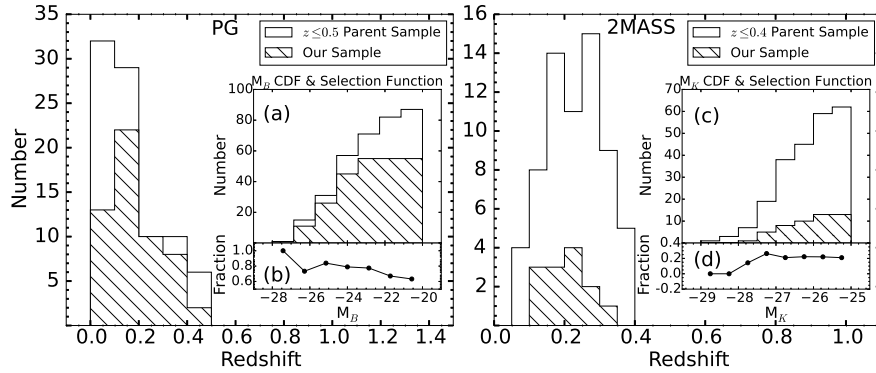 PG
z ≤0.5 Parent Sample
Our Sample
M_B CDF & Selection Function
(a)
(b)
Number
35
30
25
20
15
10
5
0
Number
100
80
60
40
20
Fraction
1.0
0.8
0.6
−28 −26 −24 −22 −20
M_B
0.0 0.2 0.4 0.6 0.8 1.0 1.2 1.4
Redshift
2MASS
z ≤0.4 Parent Sample
Our Sample
M_K CDF & Selection Function
(c)
(d)
16
14
12
10
8
6
4
2
0
Number
70
60
50
40
30
20
10
Fraction
0.4
0.2
0.0
−0.2
−29 −28 −27 −26 −25
M_K
0.0 0.2 0.4 0.6 0.8 1.0
Redshift